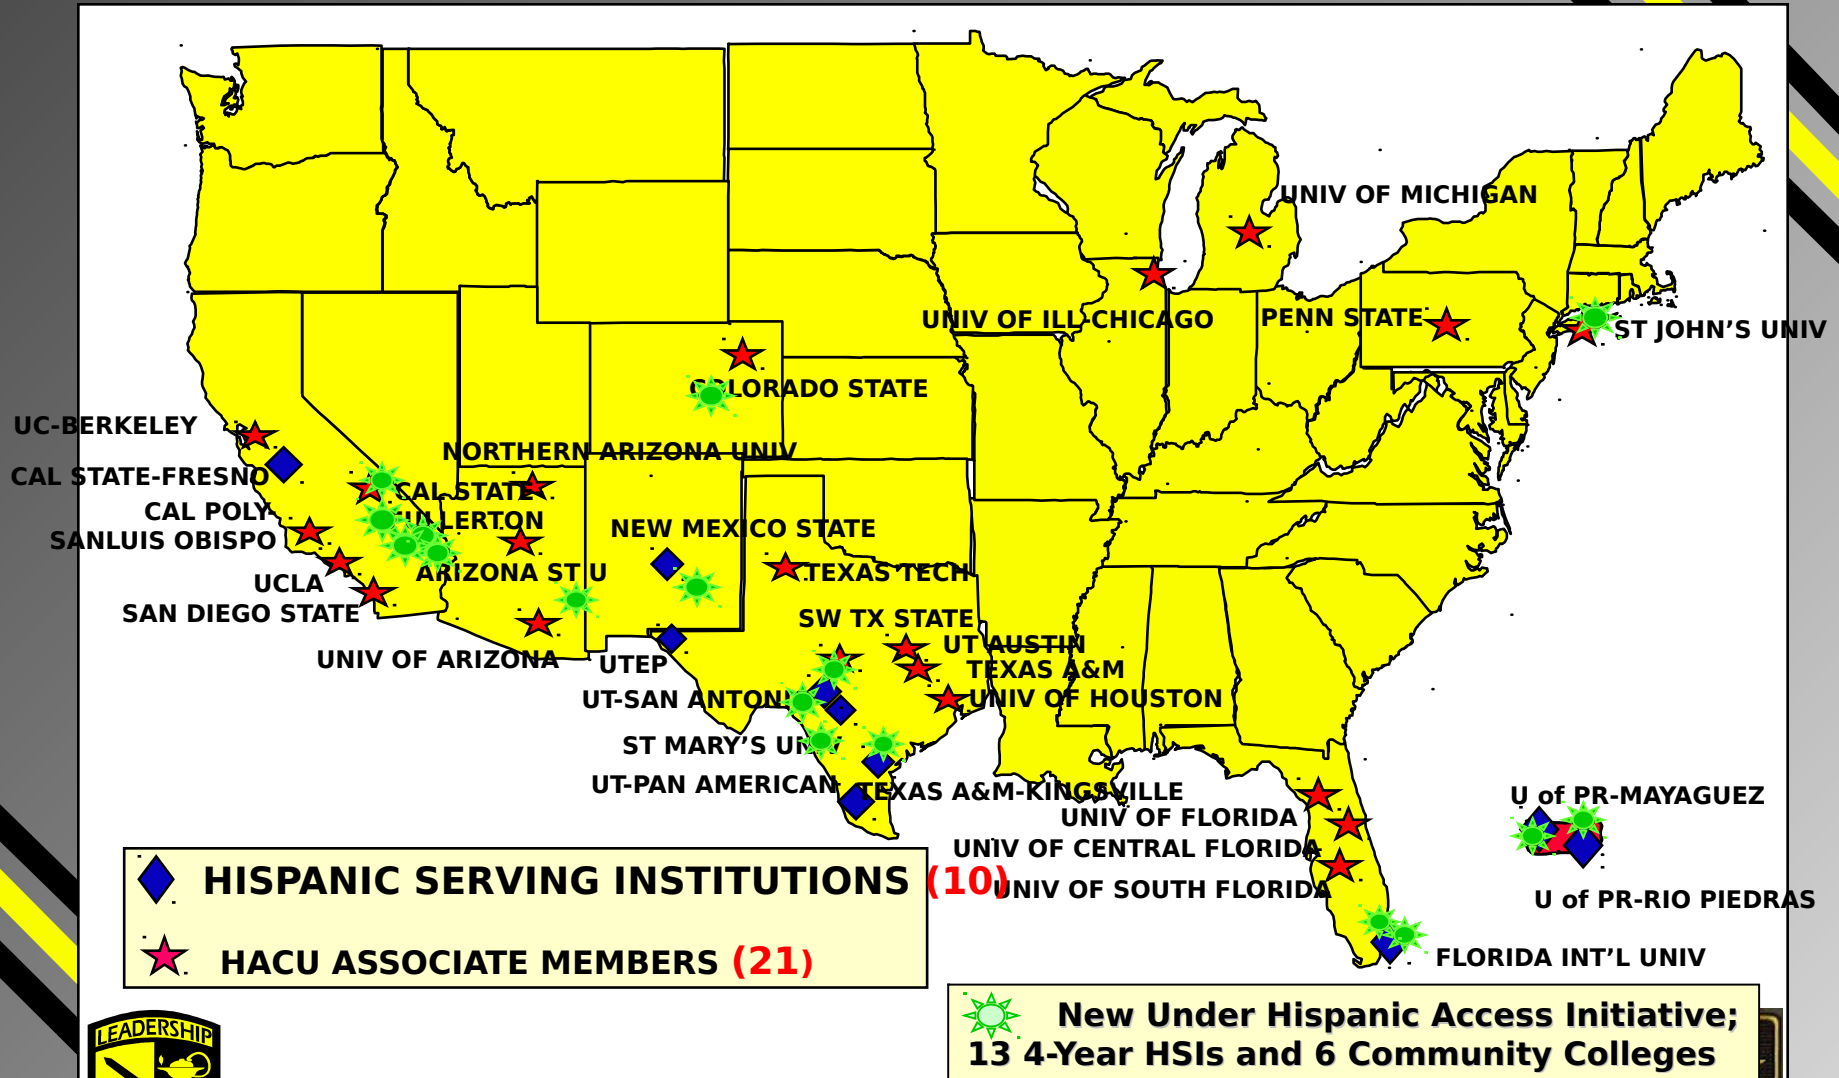 UNIV OF MICHIGAN
UNIV OF ILL-CHICAGO
PENN STATE
ST JOHN’S UNIV
COLORADO STATE
UC-BERKELEY
NORTHERN ARIZONA UNIV
CAL STATE-FRESNO
CAL STATE
FULLERTON
CAL POLY
SANLUIS OBISPO
NEW MEXICO STATE
ARIZONA ST U
TEXAS TECH
UCLA
SAN DIEGO STATE
SW TX STATE
UT AUSTIN
UNIV OF ARIZONA
UTEP
TEXAS A&M
UT-SAN ANTONI
UNIV OF HOUSTON
ST MARY’S UNIV
UT-PAN AMERICAN
TEXAS A&M-KINGSVILLE
U of PR-MAYAGUEZ
UNIV OF FLORIDA
UNIV OF CENTRAL FLORIDA
UNIV OF SOUTH FLORIDA
U of PR-RIO PIEDRAS
FLORIDA INT’L UNIV
HISPANIC SERVING INSTITUTIONS (10)
HACU ASSOCIATE MEMBERS (21)
New Under Hispanic Access Initiative;
13 4-Year HSIs and 6 Community Colleges
LEADERSHIP